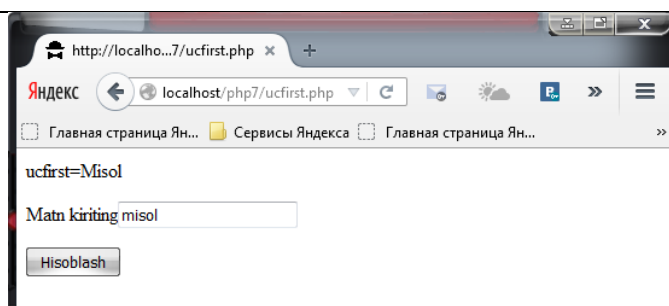 http://localho...7/ucfirst.php
Яндекс localhost/php7/ucfirst.php
Главная страница Ян... Сервисы Яндекса Главная страница Ян... »
ucfirst=Misol
Matn kiriting misol
Hisoblash